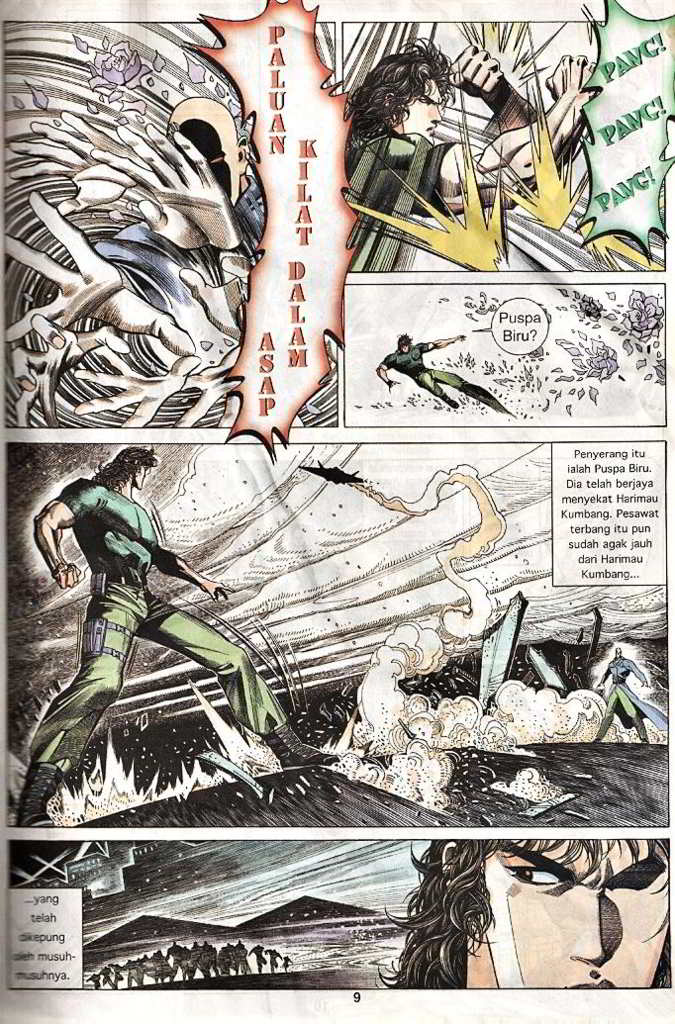 PALUAN
KILAT DALAM
ASAP
PANG!
PANG!
PANG!
Puspa
Biru?
Penyerang itu
ialah Puspa Biru.
Dia telah berjaya
menyekat Harimau
Kumbang. Pesawat
terbang itu pun
sudah agak jauh
dari Harimau
Kumbang...
...yang
telah
dikepung
oleh musuh-
musuhnya.
9